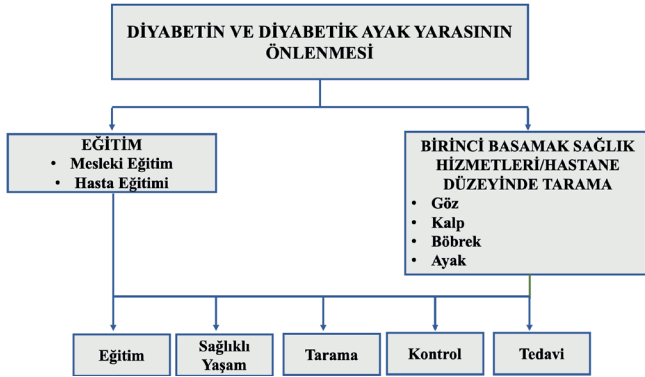 DİYABETİN VE DİYABETİK AYAK YARASININ
ÖNLENMESİ
EĞİTİM
• Mesleki Eğitim
• Hasta Eğitimi
BİRİNCİ BASAMAK SAĞLIK
HİZMETLERİ/HASTANE
DÜZEYİNDE TARAMA
• Göz
• Kalp
• Böbrek
• Ayak
Eğitim
Sağlıklı
Yaşam
Tarama
Kontrol
Tedavi